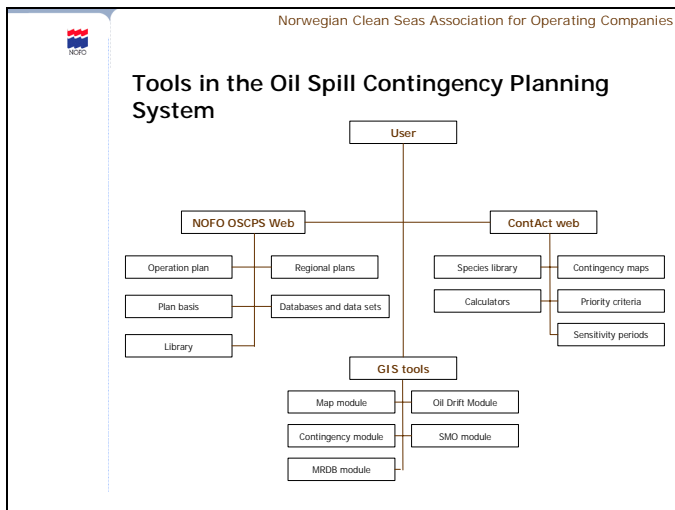 Norwegian Clean Seas Association for Operating Companies
NOFO
Tools in the Oil Spill Contingency Planning
System
User
NOFO OSCPS Web
ContAct web
Operation plan
Regional plans
Species library
Contingency maps
Plan basis
Databases and data sets
Calculators
Priority criteria
Library
Sensitivity periods
GIS tools
Map module
Oil Drift Module
Contingency module
SMO module
MRDB module